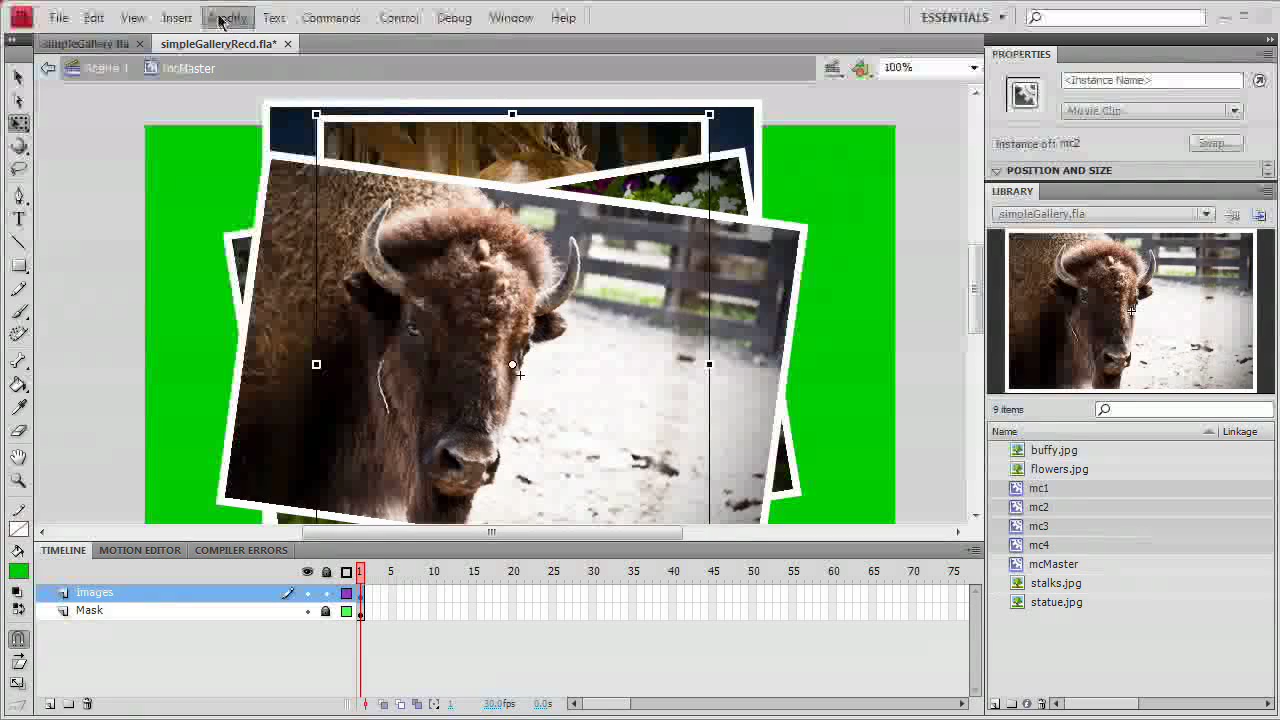 File Edit View Insert Modify Text Commands Control Debug Window Help ESSENTIALS
simpleGallery.fla simpleGalleryRecd.fla*
Scene 1 mcMaster 100%
PROPERTIES
<Instance Name>
Movie Clip
Instance of: mc2 Swap...
POSITION AND SIZE
LIBRARY
simpleGallery.fla
9 items
Name Linkage
buffy.jpg
flowers.jpg
mc1
mc2
mc3
mc4
mcMaster
stalks.jpg
statue.jpg
TIMELINE MOTION EDITOR COMPILER ERRORS
1 5 10 15 20 25 30 35 40 45 50 55 60 65 70 75
Images
Mask
1 30.0fps 0.0s